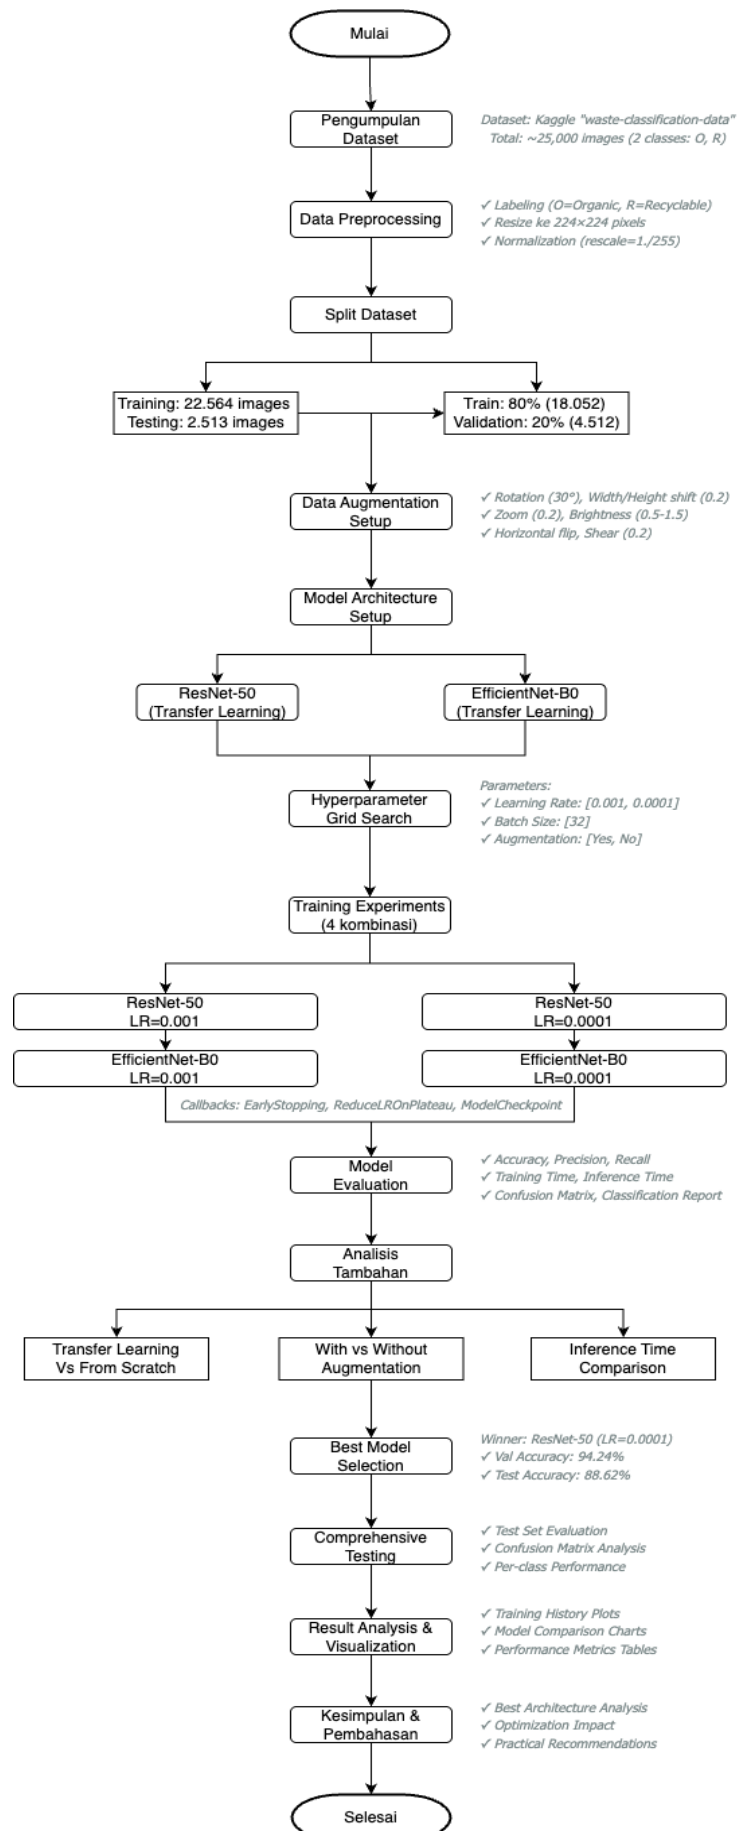 Mulai
Pengumpulan
Dataset
Dataset: Kaggle "waste-classification-data"
Total: ~25,000 images (2 classes: O, R)
Data Preprocessing
✓ Labeling (O=Organic, R=Recyclable)
✓ Resize ke 224×224 pixels
✓ Normalization (rescale=1./255)
Split Dataset
Training: 22.564 images
Testing: 2.513 images
Train: 80% (18.052)
Validation: 20% (4.512)
Data Augmentation
Setup
✓ Rotation (30°), Width/Height shift (0.2)
✓ Zoom (0.2), Brightness (0.5-1.5)
✓ Horizontal flip, Shear (0.2)
Model Architecture
Setup
ResNet-50
(Transfer Learning)
EfficientNet-B0
(Transfer Learning)
Hyperparameter
Grid Search
Parameters:
✓ Learning Rate: [0.001, 0.0001]
✓ Batch Size: [32]
✓ Augmentation: [Yes, No]
Training Experiments
(4 kombinasi)
ResNet-50
LR=0.001
ResNet-50
LR=0.0001
EfficientNet-B0
LR=0.001
EfficientNet-B0
LR=0.0001
Callbacks: EarlyStopping, ReduceLROnPlateau, ModelCheckpoint
Model
Evaluation
✓ Accuracy, Precision, Recall
✓ Training Time, Inference Time
✓ Confusion Matrix, Classification Report
Analisis
Tambahan
Transfer Learning
Vs From Scratch
With vs Without
Augmentation
Inference Time
Comparison
Best Model
Selection
Winner: ResNet-50 (LR=0.0001)
✓ Val Accuracy: 94.24%
✓ Test Accuracy: 88.62%
Comprehensive
Testing
✓ Test Set Evaluation
✓ Confusion Matrix Analysis
✓ Per-class Performance
Result Analysis &
Visualization
✓ Training History Plots
✓ Model Comparison Charts
✓ Performance Metrics Tables
Kesimpulan &
Pembahasan
✓ Best Architecture Analysis
✓ Optimization Impact
✓ Practical Recommendations
Selesai